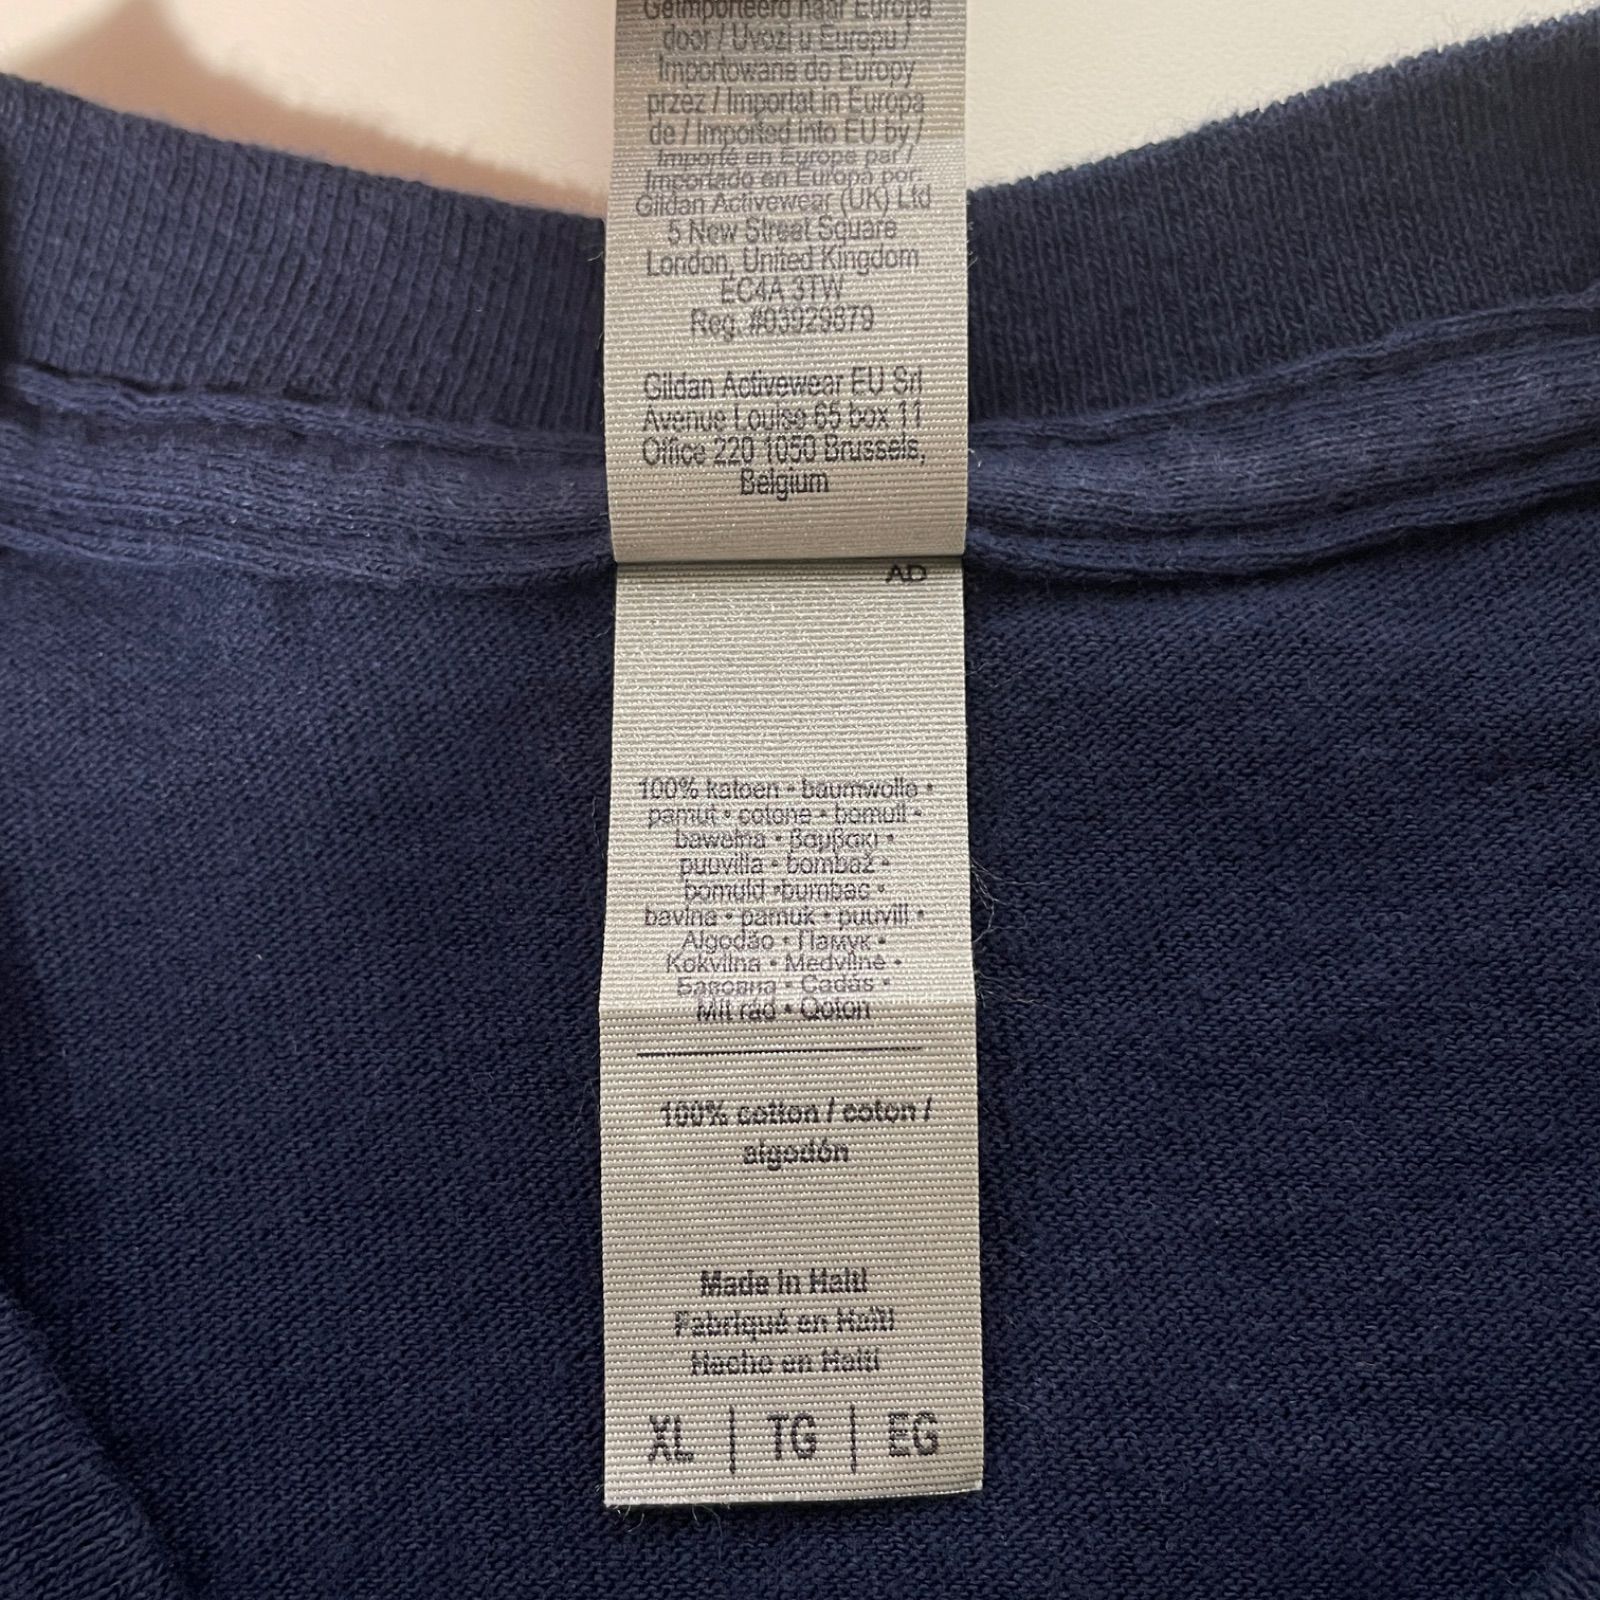 Geïmporteerd naar Europa
door / Uvozi u Europu /
Importowane do Europy
przez / Importat in Europa
de / Imported into EU by /
Importé en Europe par /
Importado en Europa por:
Gildan Activewear (UK) Ltd
5 New Street Square
London, United Kingdom
EC4A 3TW
Reg. #03929879
Gildan Activewear EU Srl
Avenue Louise 65 box 11
Office 220 1050 Brussels,
Belgium
AD
100% katoen • baumwolle •
pamut • cotone • bomull •
bawełna • βαμβακι •
puuvilla • bombaž •
bomuld •bumbac •
bavlna • pamuk • puuvill •
Algodão • Памук •
Kokvilna • Medvilnė •
Бавовна • Cadás •
Mit rád • Qoton
100% cotton / coton /
algodón
Made in Haiti
Fabriqué en Haïti
Hecho en Haití
XL | TG | EG